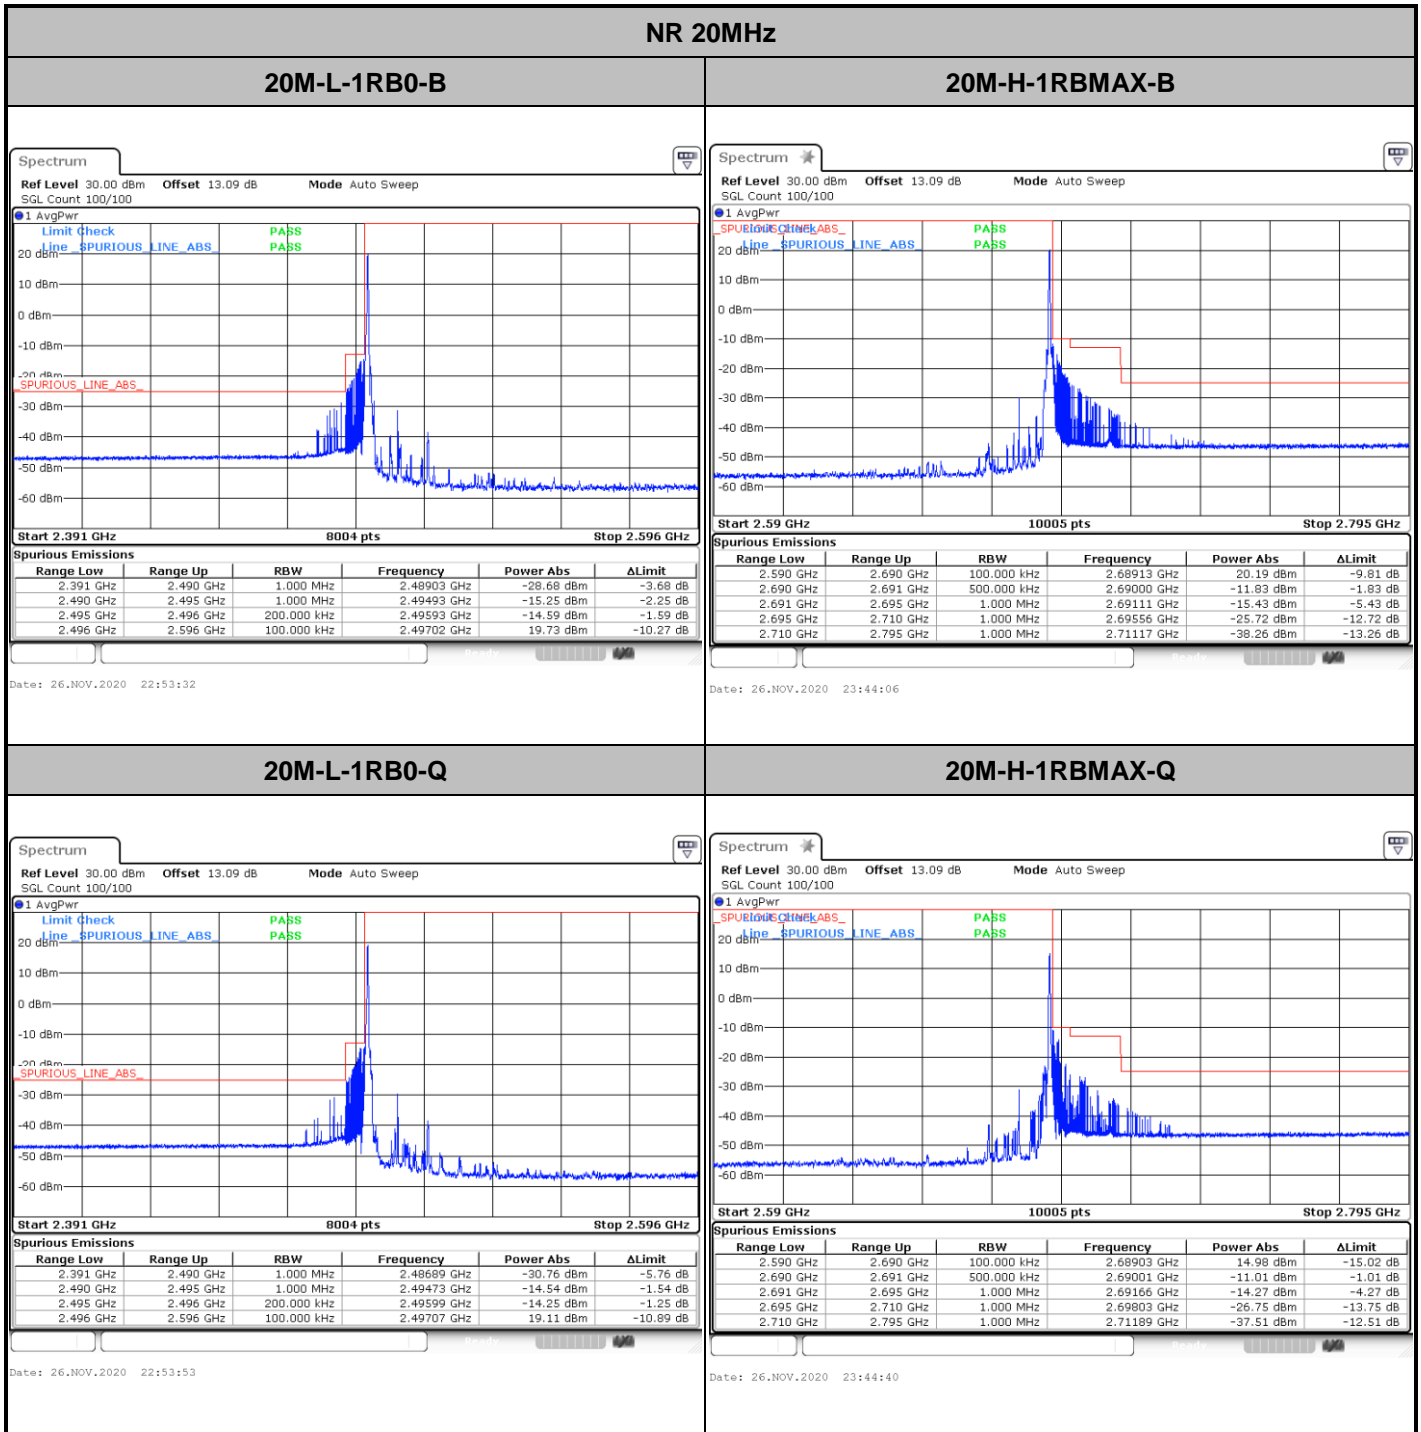 NR 20MHz
20M-L-1RB0-B
20M-H-1RBMAX-B
Spectrum
Ref Level 30.00 dBm Offset 13.09 dB Mode Auto Sweep
SGL Count 100/100
1 AvgPwr
Limit Check PASS
Line _SPURIOUS_LINE_ABS_ PASS
20 dBm
10 dBm
0 dBm
-10 dBm
-20 dBm
_SPURIOUS_LINE_ABS_
-30 dBm
-40 dBm
-50 dBm
-60 dBm
Start 2.391 GHz 8004 pts Stop 2.596 GHz
Spurious Emissions
Range Low Range Up RBW Frequency Power Abs ΔLimit
2.391 GHz 2.490 GHz 1.000 MHz 2.48903 GHz -28.68 dBm -3.68 dB
2.490 GHz 2.495 GHz 1.000 MHz 2.49493 GHz -15.25 dBm -2.25 dB
2.495 GHz 2.496 GHz 200.000 kHz 2.49593 GHz -14.59 dBm -1.59 dB
2.496 GHz 2.596 GHz 100.000 kHz 2.49702 GHz 19.73 dBm -10.27 dB
Ready
Date: 26.NOV.2020 22:53:32
Spectrum
Ref Level 30.00 dBm Offset 13.09 dB Mode Auto Sweep
SGL Count 100/100
1 AvgPwr
_SPURIOUS_LINE_ABS_
Limit Check PASS
Line _SPURIOUS_LINE_ABS_ PASS
20 dBm
10 dBm
0 dBm
-10 dBm
-20 dBm
-30 dBm
-40 dBm
-50 dBm
-60 dBm
Start 2.59 GHz 10005 pts Stop 2.795 GHz
Spurious Emissions
Range Low Range Up RBW Frequency Power Abs ΔLimit
2.590 GHz 2.690 GHz 100.000 kHz 2.68913 GHz 20.19 dBm -9.81 dB
2.690 GHz 2.691 GHz 500.000 kHz 2.69000 GHz -11.83 dBm -1.83 dB
2.691 GHz 2.695 GHz 1.000 MHz 2.69111 GHz -15.43 dBm -5.43 dB
2.695 GHz 2.710 GHz 1.000 MHz 2.69556 GHz -25.72 dBm -12.72 dB
2.710 GHz 2.795 GHz 1.000 MHz 2.71117 GHz -38.26 dBm -13.26 dB
Ready
Date: 26.NOV.2020 23:44:06
20M-L-1RB0-Q
20M-H-1RBMAX-Q
Spectrum
Ref Level 30.00 dBm Offset 13.09 dB Mode Auto Sweep
SGL Count 100/100
1 AvgPwr
Limit Check PASS
Line _SPURIOUS_LINE_ABS_ PASS
20 dBm
10 dBm
0 dBm
-10 dBm
-20 dBm
_SPURIOUS_LINE_ABS_
-30 dBm
-40 dBm
-50 dBm
-60 dBm
Start 2.391 GHz 8004 pts Stop 2.596 GHz
Spurious Emissions
Range Low Range Up RBW Frequency Power Abs ΔLimit
2.391 GHz 2.490 GHz 1.000 MHz 2.48689 GHz -30.76 dBm -5.76 dB
2.490 GHz 2.495 GHz 1.000 MHz 2.49473 GHz -14.54 dBm -1.54 dB
2.495 GHz 2.496 GHz 200.000 kHz 2.49599 GHz -14.25 dBm -1.25 dB
2.496 GHz 2.596 GHz 100.000 kHz 2.49707 GHz 19.11 dBm -10.89 dB
Ready
Date: 26.NOV.2020 22:53:53
Spectrum
Ref Level 30.00 dBm Offset 13.09 dB Mode Auto Sweep
SGL Count 100/100
1 AvgPwr
_SPURIOUS_LINE_ABS_
Limit Check PASS
Line _SPURIOUS_LINE_ABS_ PASS
20 dBm
10 dBm
0 dBm
-10 dBm
-20 dBm
-30 dBm
-40 dBm
-50 dBm
-60 dBm
Start 2.59 GHz 10005 pts Stop 2.795 GHz
Spurious Emissions
Range Low Range Up RBW Frequency Power Abs ΔLimit
2.590 GHz 2.690 GHz 100.000 kHz 2.68903 GHz 14.98 dBm -15.02 dB
2.690 GHz 2.691 GHz 500.000 kHz 2.69001 GHz -11.01 dBm -1.01 dB
2.691 GHz 2.695 GHz 1.000 MHz 2.69166 GHz -14.27 dBm -4.27 dB
2.695 GHz 2.710 GHz 1.000 MHz 2.69803 GHz -26.75 dBm -13.75 dB
2.710 GHz 2.795 GHz 1.000 MHz 2.71189 GHz -37.51 dBm -12.51 dB
Ready
Date: 26.NOV.2020 23:44:40